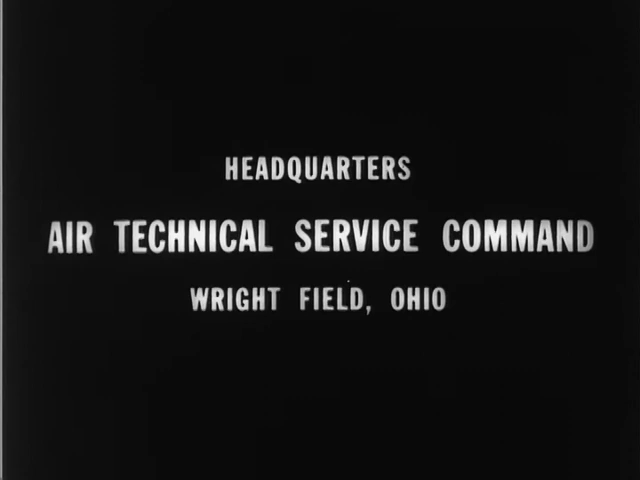 HEADQUARTERS
AIR TECHNICAL SERVICE COMMAND
WRIGHT FIELD, OHIO